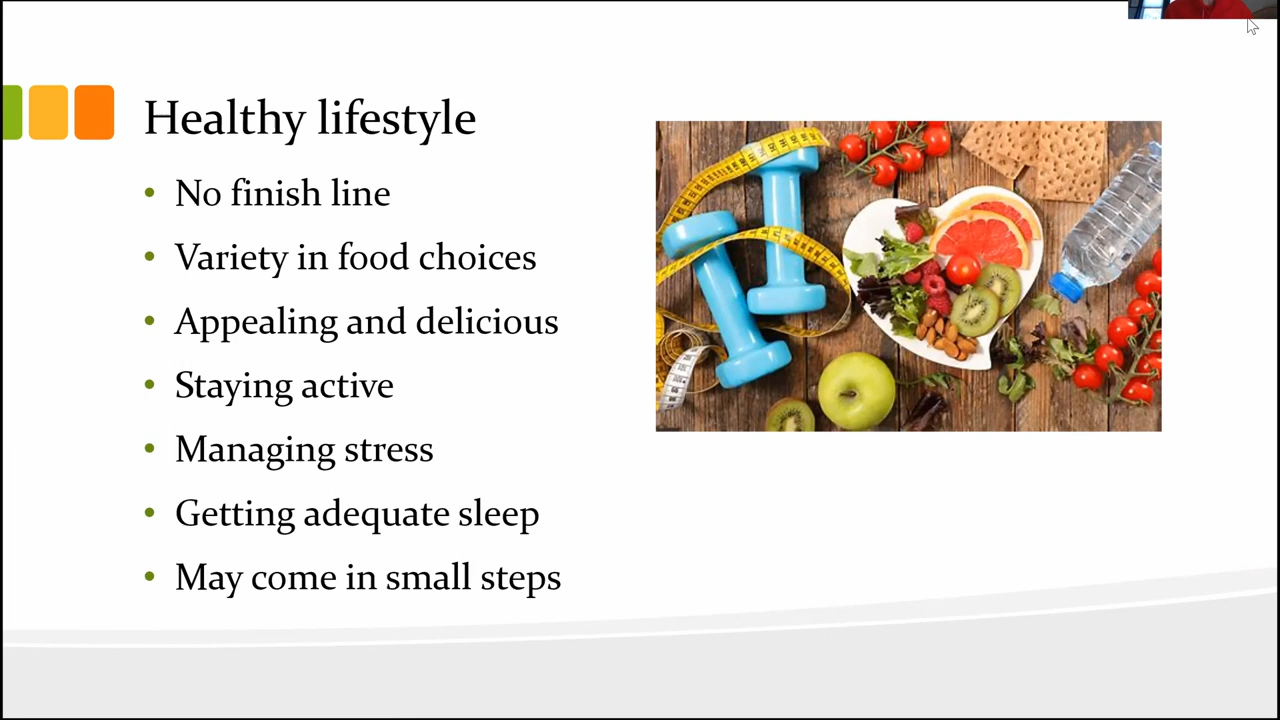 Healthy lifestyle
No finish line
Variety in food choices
Appealing and delicious
Staying active
Managing stress
Getting adequate sleep
May come in small steps